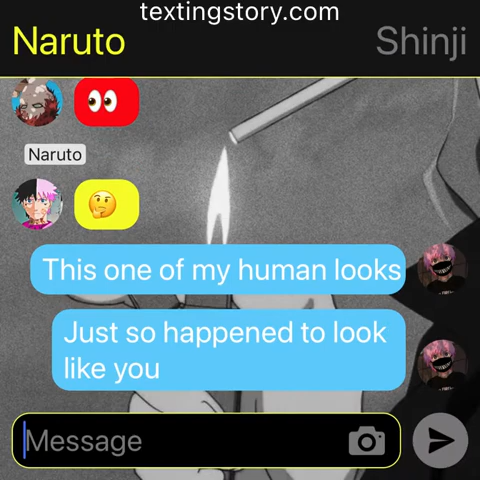 textingstory.com
Naruto
Shinji
👀
Naruto
🤔
This one of my human looks
Just so happened to look
like you
Message